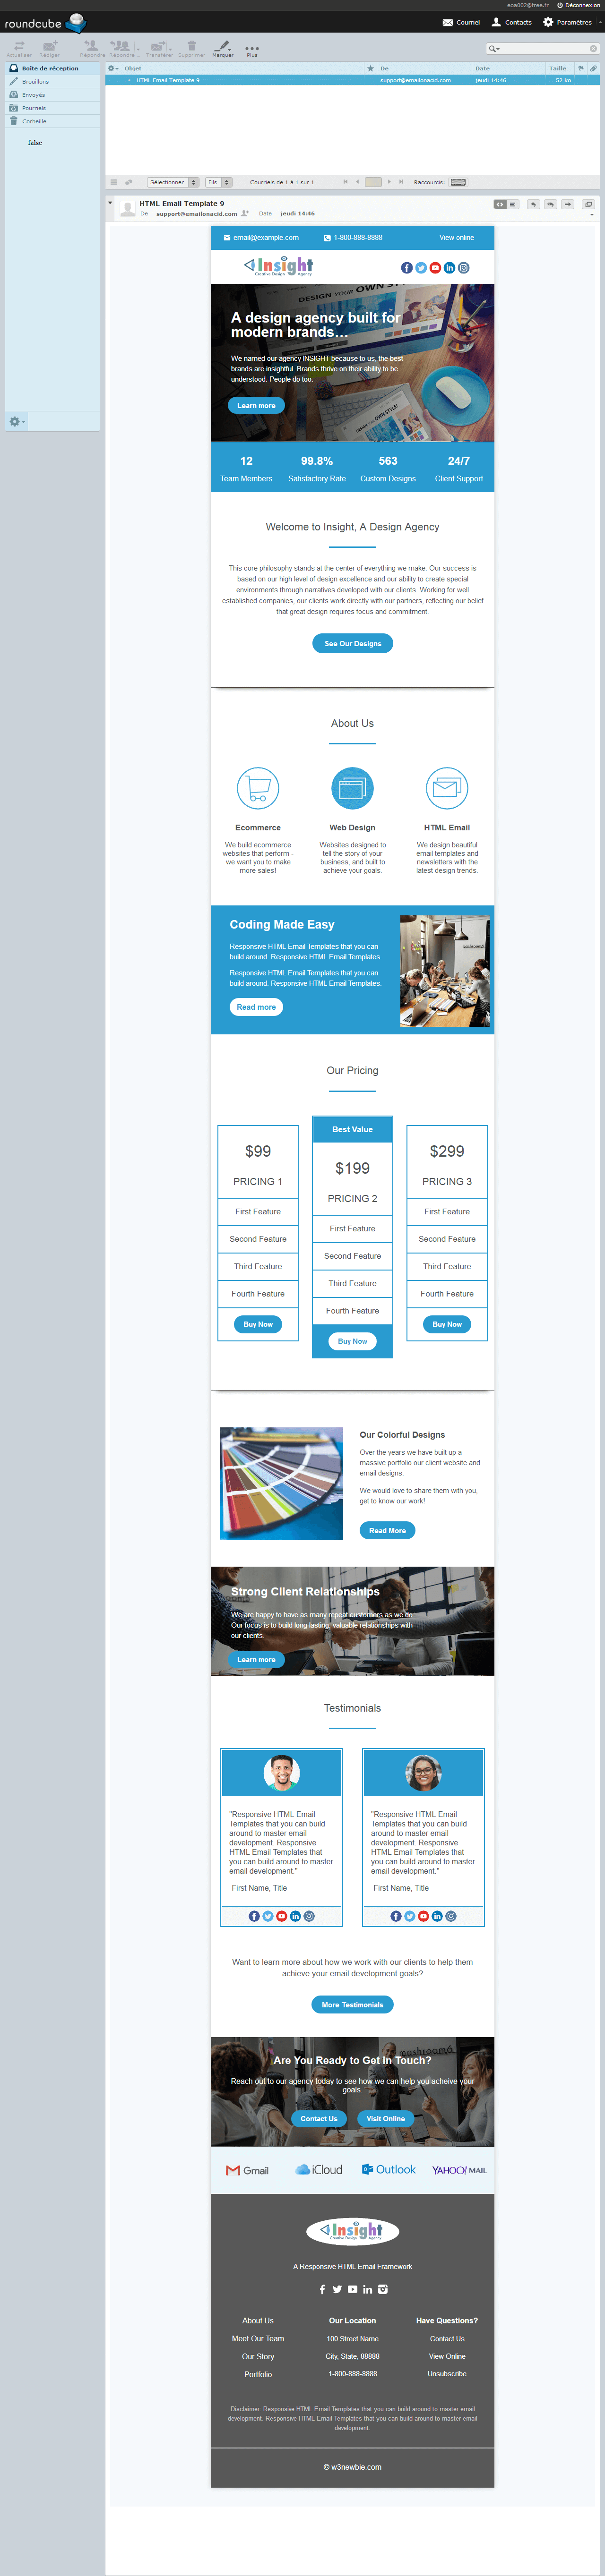 eoa002@free.fr Déconnexion
roundcube
Courriel Contacts Paramètres
Actualiser Rédiger Répondre Répondre... Transférer Supprimer Marquer Plus
Boîte de réception
Brouillons
Envoyés
Pourriels
Corbeille
false
Objet De Date Taille
HTML Email Template 9 support@emailonacid.com jeudi 14:46 52 ko
Sélectionner Fils Courriels de 1 à 1 sur 1 Raccourcis:
HTML Email Template 9
De support@emailonacid.com Date jeudi 14:46
email@example.com 1-800-888-8888 View online
Insight
Creative Design Agency
DESIGN YOUR OWN STYLE
A design agency built for
modern brands...
We named our agency INSIGHT because to us, the best
brands are insightful. Brands thrive on their ability to be
understood. People do too.
Learn more
12 99.8% 563 24/7
Team Members Satisfactory Rate Custom Designs Client Support
Welcome to Insight, A Design Agency
This core philosophy stands at the center of everything we make. Our success is
based on our high level of design excellence and our ability to create special
environments through narratives developed with our clients. Working for well
established companies, our clients work directly with our partners, reflecting our belief
that great design requires focus and commitment.
See Our Designs
About Us
Ecommerce
We build ecommerce
websites that perform -
we want you to make
more sales!
Web Design
Websites designed to
tell the story of your
business, and built to
achieve your goals.
HTML Email
We design beautiful
email templates and
newsletters with the
latest design trends.
Coding Made Easy
Responsive HTML Email Templates that you can
build around. Responsive HTML Email Templates.
Responsive HTML Email Templates that you can
build around. Responsive HTML Email Templates.
Read more
Our Pricing
$99
PRICING 1
First Feature
Second Feature
Third Feature
Fourth Feature
Buy Now
Best Value
$199
PRICING 2
First Feature
Second Feature
Third Feature
Fourth Feature
Buy Now
$299
PRICING 3
First Feature
Second Feature
Third Feature
Fourth Feature
Buy Now
Our Colorful Designs
Over the years we have built up a
massive portfolio our client website and
email designs.
We would love to share them with you,
get to know our work!
Read More
Strong Client Relationships
We are happy to have as many repeat customers as we do.
Our focus is to build long lasting, valuable relationships with
our clients.
Learn more
Testimonials
"Responsive HTML Email
Templates that you can build
around to master email
development. Responsive
HTML Email Templates that
you can build around to master
email development."
-First Name, Title
"Responsive HTML Email
Templates that you can build
around to master email
development. Responsive
HTML Email Templates that
you can build around to master
email development."
-First Name, Title
Want to learn more about how we work with our clients to help them
achieve your email development goals?
More Testimonials
Are You Ready to Get in Touch?
Reach out to our agency today to see how we can help you acheive your
goals.
Contact Us Visit Online
Gmail iCloud Outlook YAHOO! MAIL
Insight
Creative Design Agency
A Responsive HTML Email Framework
About Us
Meet Our Team
Our Story
Portfolio
Our Location
100 Street Name
City, State, 88888
1-800-888-8888
Have Questions?
Contact Us
View Online
Unsubscribe
Disclaimer: Responsive HTML Email Templates that you can build around to master email
development. Responsive HTML Email Templates that you can build around to master email
development.
© w3newbie.com